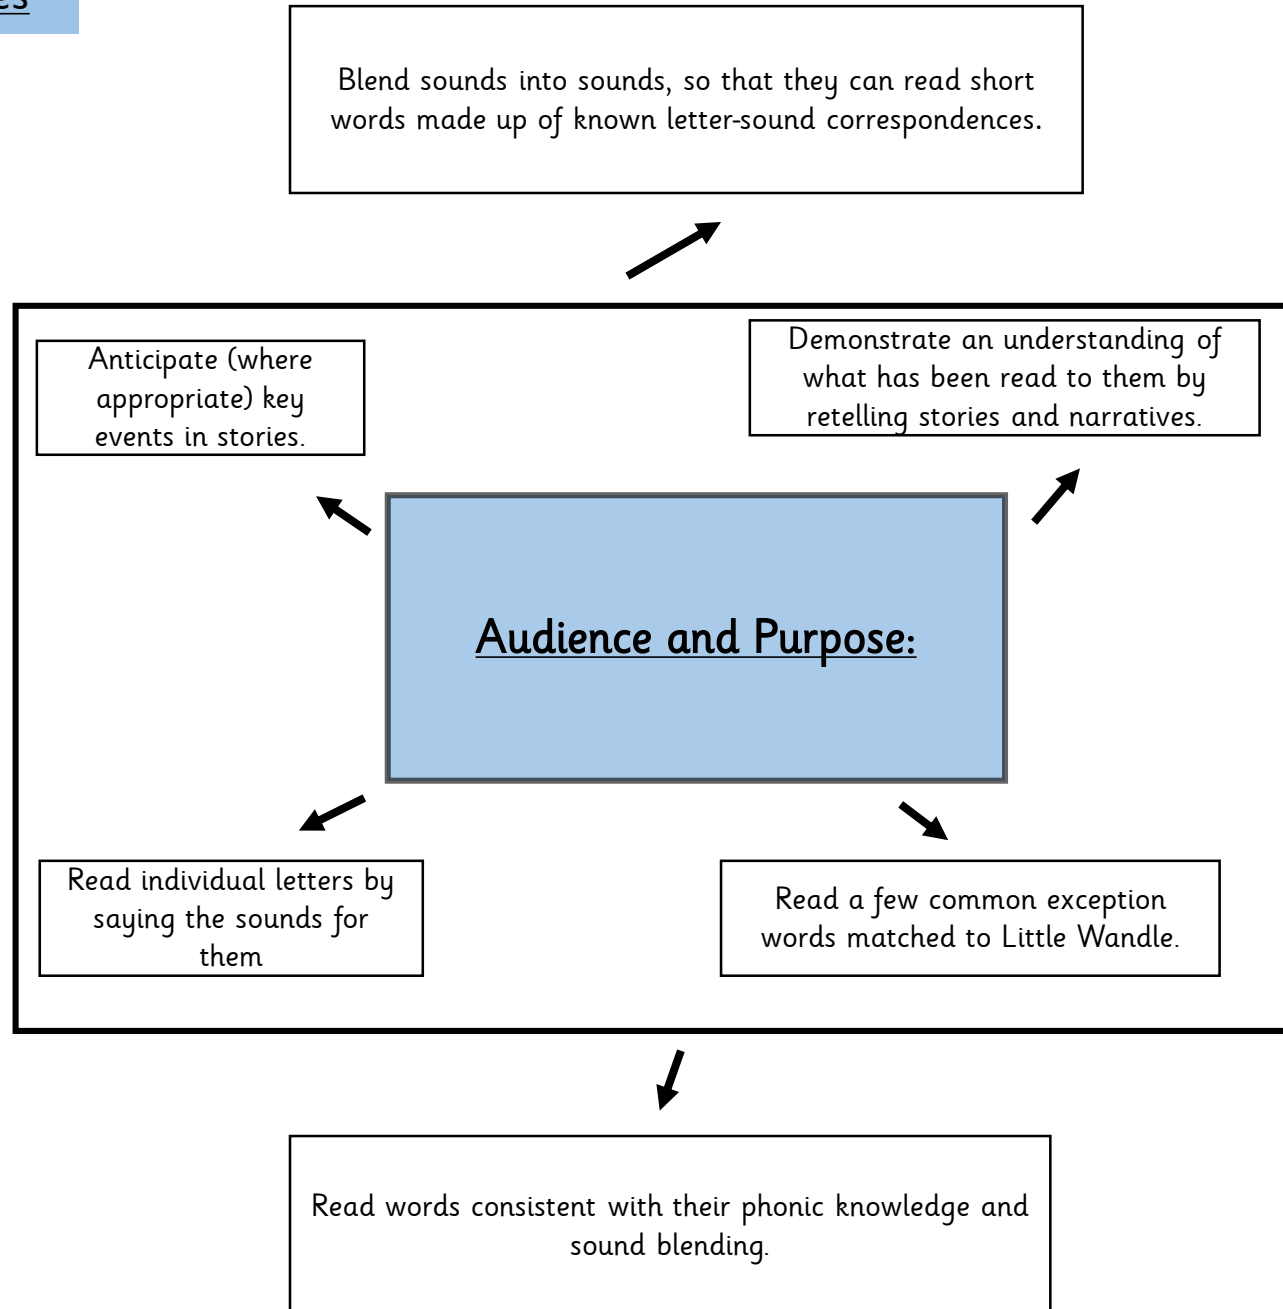 Blend sounds into sounds, so that they can read short
words made up of known letter-sound correspondences.
Anticipate (where
appropriate) key
events in stories.
Demonstrate an understanding of
what has been read to them by
retelling stories and narratives.
Audience and Purpose:
Read individual letters by
saying the sounds for
them
Read a few common exception
words matched to Little Wandle.
Read words consistent with their phonic knowledge and
sound blending.